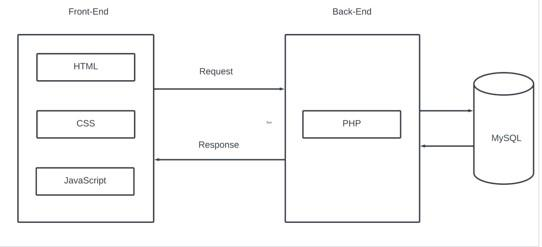 Front-End
Back-End
HTML
CSS
JavaScript
Request
Response
PHP
MySQL